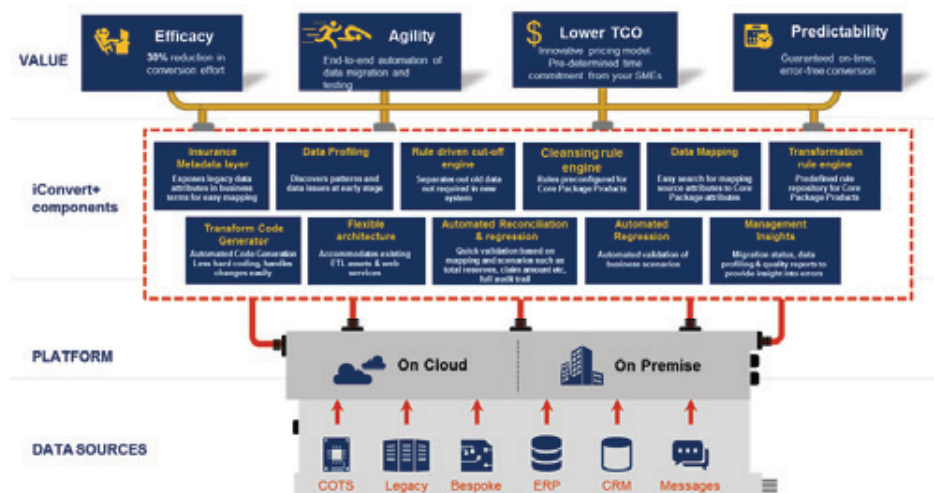 VALUE
Efficacy
30% reduction in
conversion effort
Agility
End-to-end automation of
data migration and
testing
$
Lower TCO
Innovative pricing model.
Pre-determined time
commitment from your SMEs
Predictability
Guaranteed on-time,
error-free conversion
iConvert+
components
Insurance
Metadata layer
Exposes legacy data
attributes in business
terms for easy mapping
Data Profiling
Discovers patterns and
data issues at early stage
Rule driven cut-off
engine
Separates out old data
not required in new
system
Cleansing rule
engine
Rules preconfigured for
Core Package Products
Data Mapping
Easy search for mapping
source attributes to Core
Package attributes
Transformation
rule engine
Predefined rule
repository for Core
Package Products
Transform Code
Generator
Automated Code Generation
Less hard coding, handles
changes easily
Flexible
architecture
Accommodates existing
ETL assets & web
services
Automated Reconciliation
& regression
Quick validation based on
mapping and scenarios such as
total reserves, claim amount etc,
full audit trail
Automated
Regression
Automated validation of
business scenarios
Management
Insights
Migration status, data
profiling & quality reports to
provide insight into errors
PLATFORM
On Cloud
On Premise
DATA SOURCES
COTS
Legacy
Bespoke
ERP
CRM
Messages